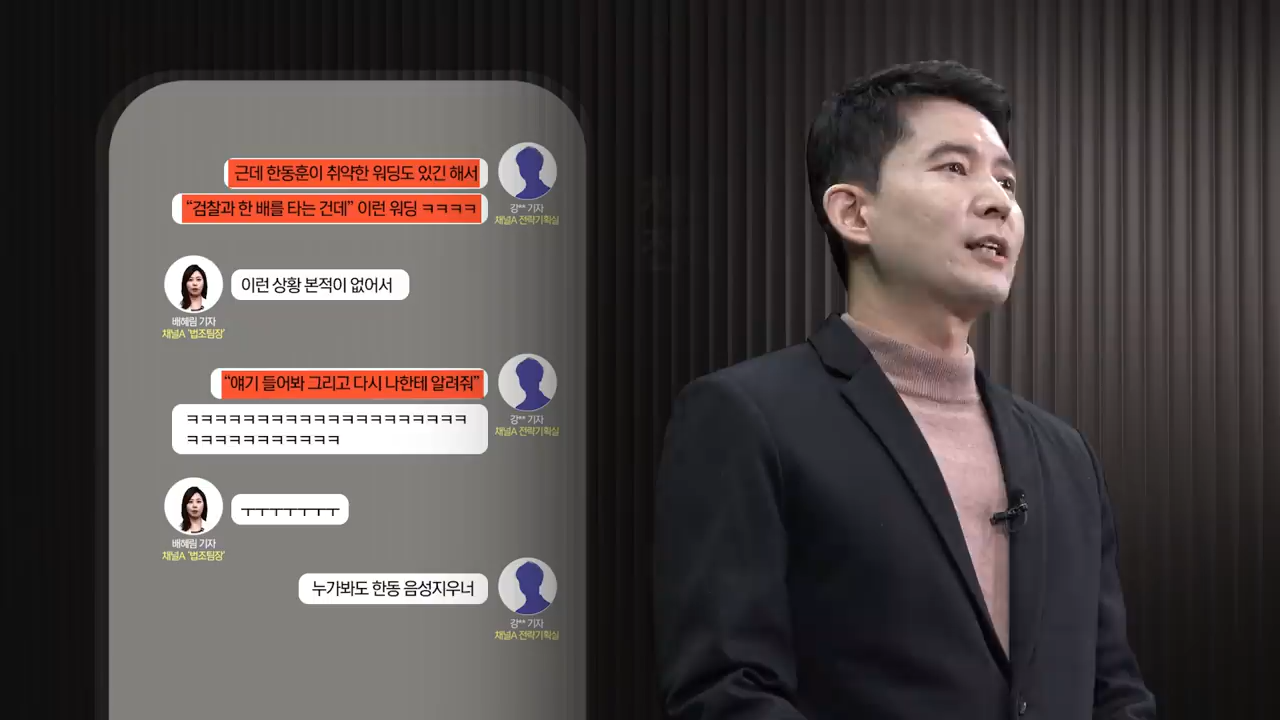 근데 한동훈이 취약한 워딩도 있긴 해서
“검찰과 한 배를 타는 건데” 이런 워딩 ㅋㅋㅋㅋ
강** 기자
채널A 전략기획실
이런 상황 본적이 없어서
배혜림 기자
채널A ‘법조팀장’
“얘기 들어봐 그리고 다시 나한테 알려줘”
ㅋㅋㅋㅋㅋㅋㅋㅋㅋㅋㅋㅋㅋㅋㅋㅋㅋㅋㅋㅋ
ㅋㅋㅋㅋㅋㅋㅋㅋㅋㅋㅋ
강** 기자
채널A 전략기획실
ㅜㅜㅜㅜㅜㅜㅜ
배혜림 기자
채널A ‘법조팀장’
누가봐도 한동 음성지우너
강** 기자
채널A 전략기획실